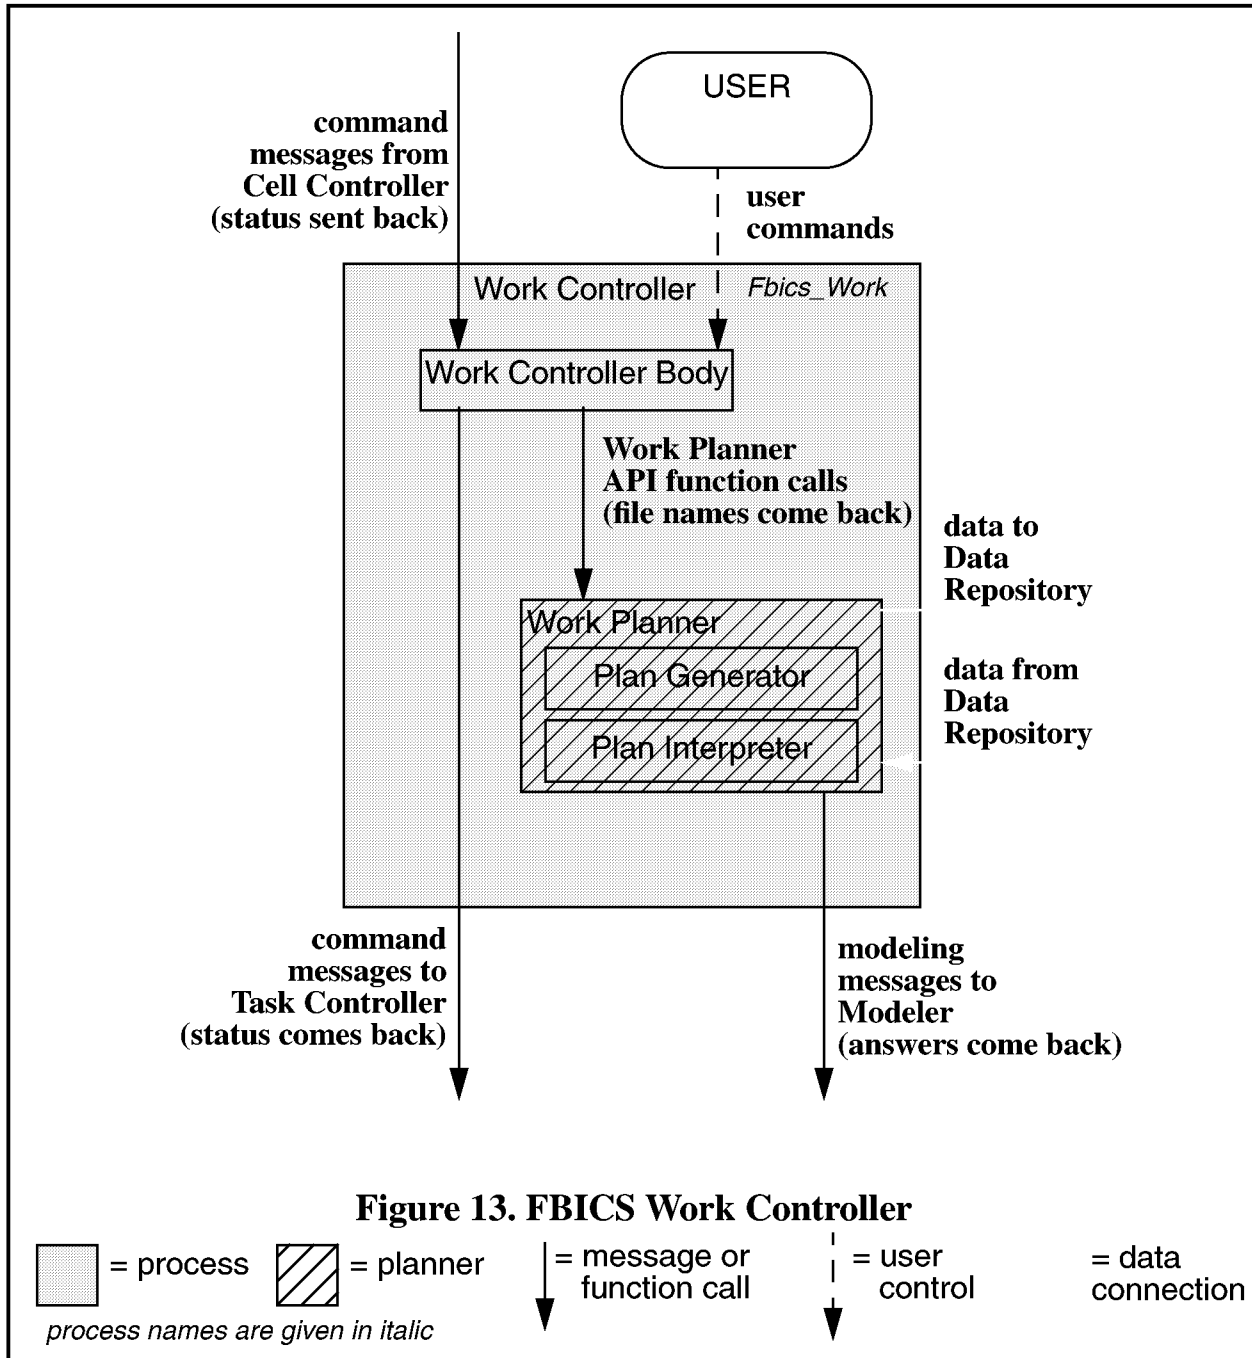 USER
command
messages from
Cell Controller
(status sent back)
user
commands
Work Controller
Fbics_Work
Work Controller Body
Work Planner
API function calls
(file names come back)
data to
Data
Repository
Work Planner
Plan Generator
data from
Data
Repository
Plan Interpreter
command
messages to
Task Controller
(status comes back)
modeling
messages to
Modeler
(answers come back)
Figure 13. FBICS Work Controller
= process
= planner
= message or
function call
= user
control
= data
connection
process names are given in italic